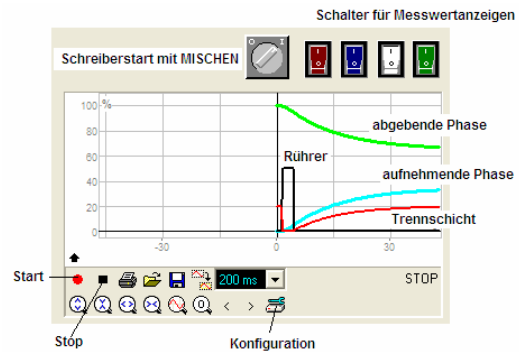 Schalter für Messwertanzeigen
Schreiberstart mit MISCHEN
O I
100 %
80
60
40
20
0
abgebende Phase
Rührer
aufnehmende Phase
Trennschicht
-30 0 30
Start
200 ms
STOP
Stop
Konfiguration